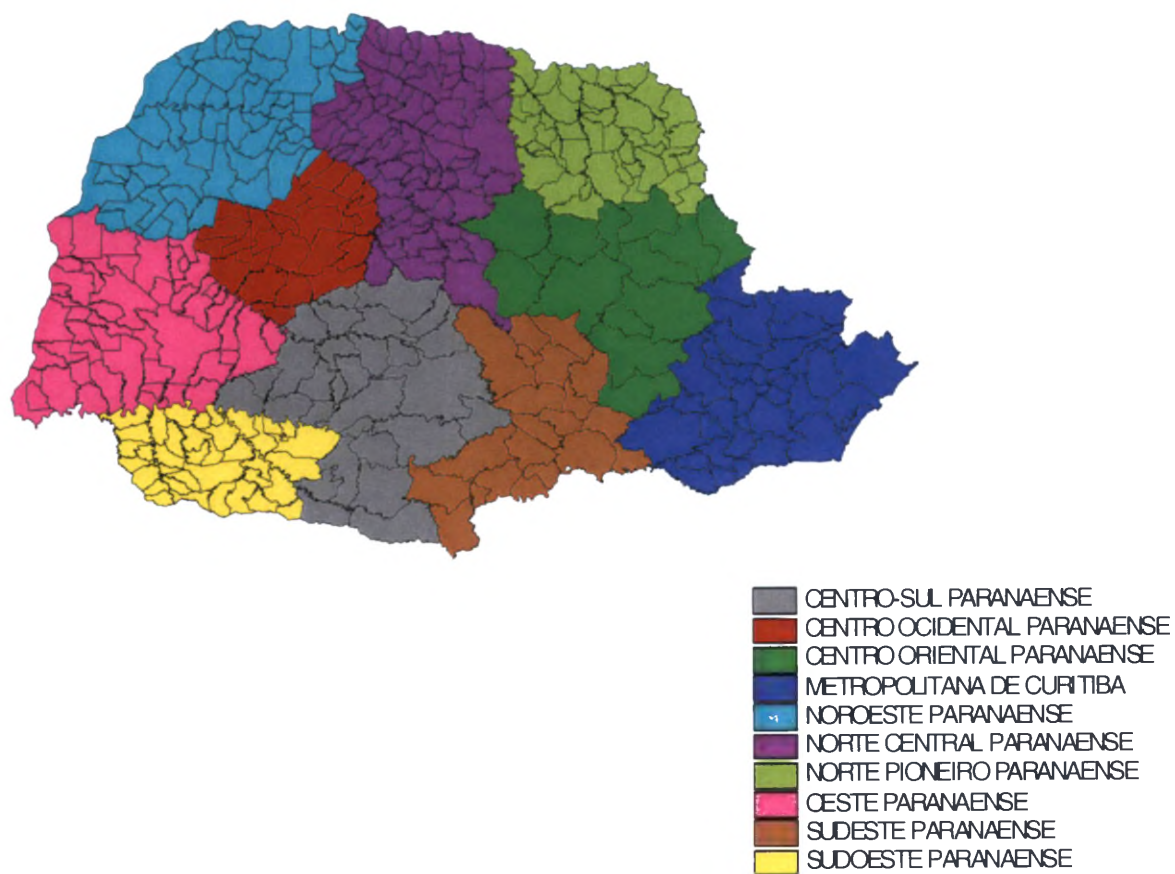 CENTRO-SUL PARANAENSE
CENTRO OCIDENTAL PARANAENSE
CENTRO ORIENTAL PARANAENSE
METROPOLITANA DE CURITIBA
NOROESTE PARANAENSE
NORTE CENTRAL PARANAENSE
NORTE PIONEIRO PARANAENSE
OESTE PARANAENSE
SUDESTE PARANAENSE
SUDOESTE PARANAENSE